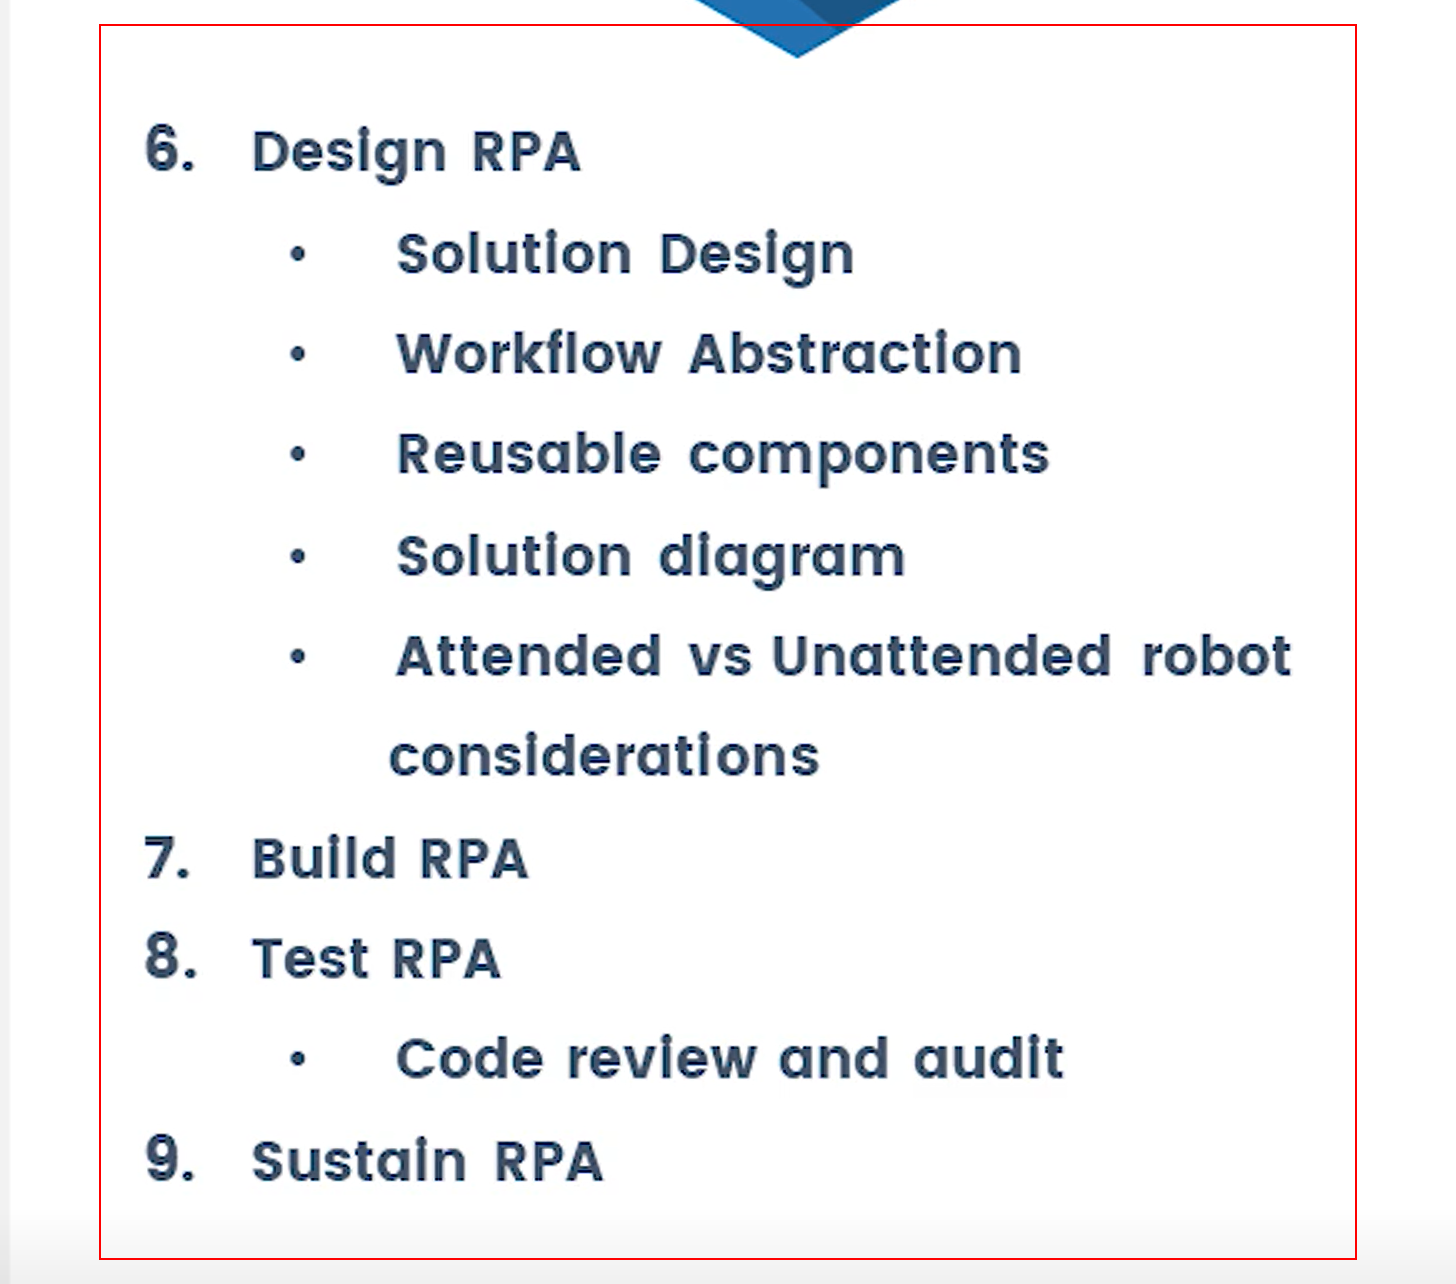 6. Design RPA
• Solution Design
• Workflow Abstraction
• Reusable components
• Solution diagram
• Attended vs Unattended robot
considerations
7. Build RPA
8. Test RPA
• Code review and audit
9. Sustain RPA